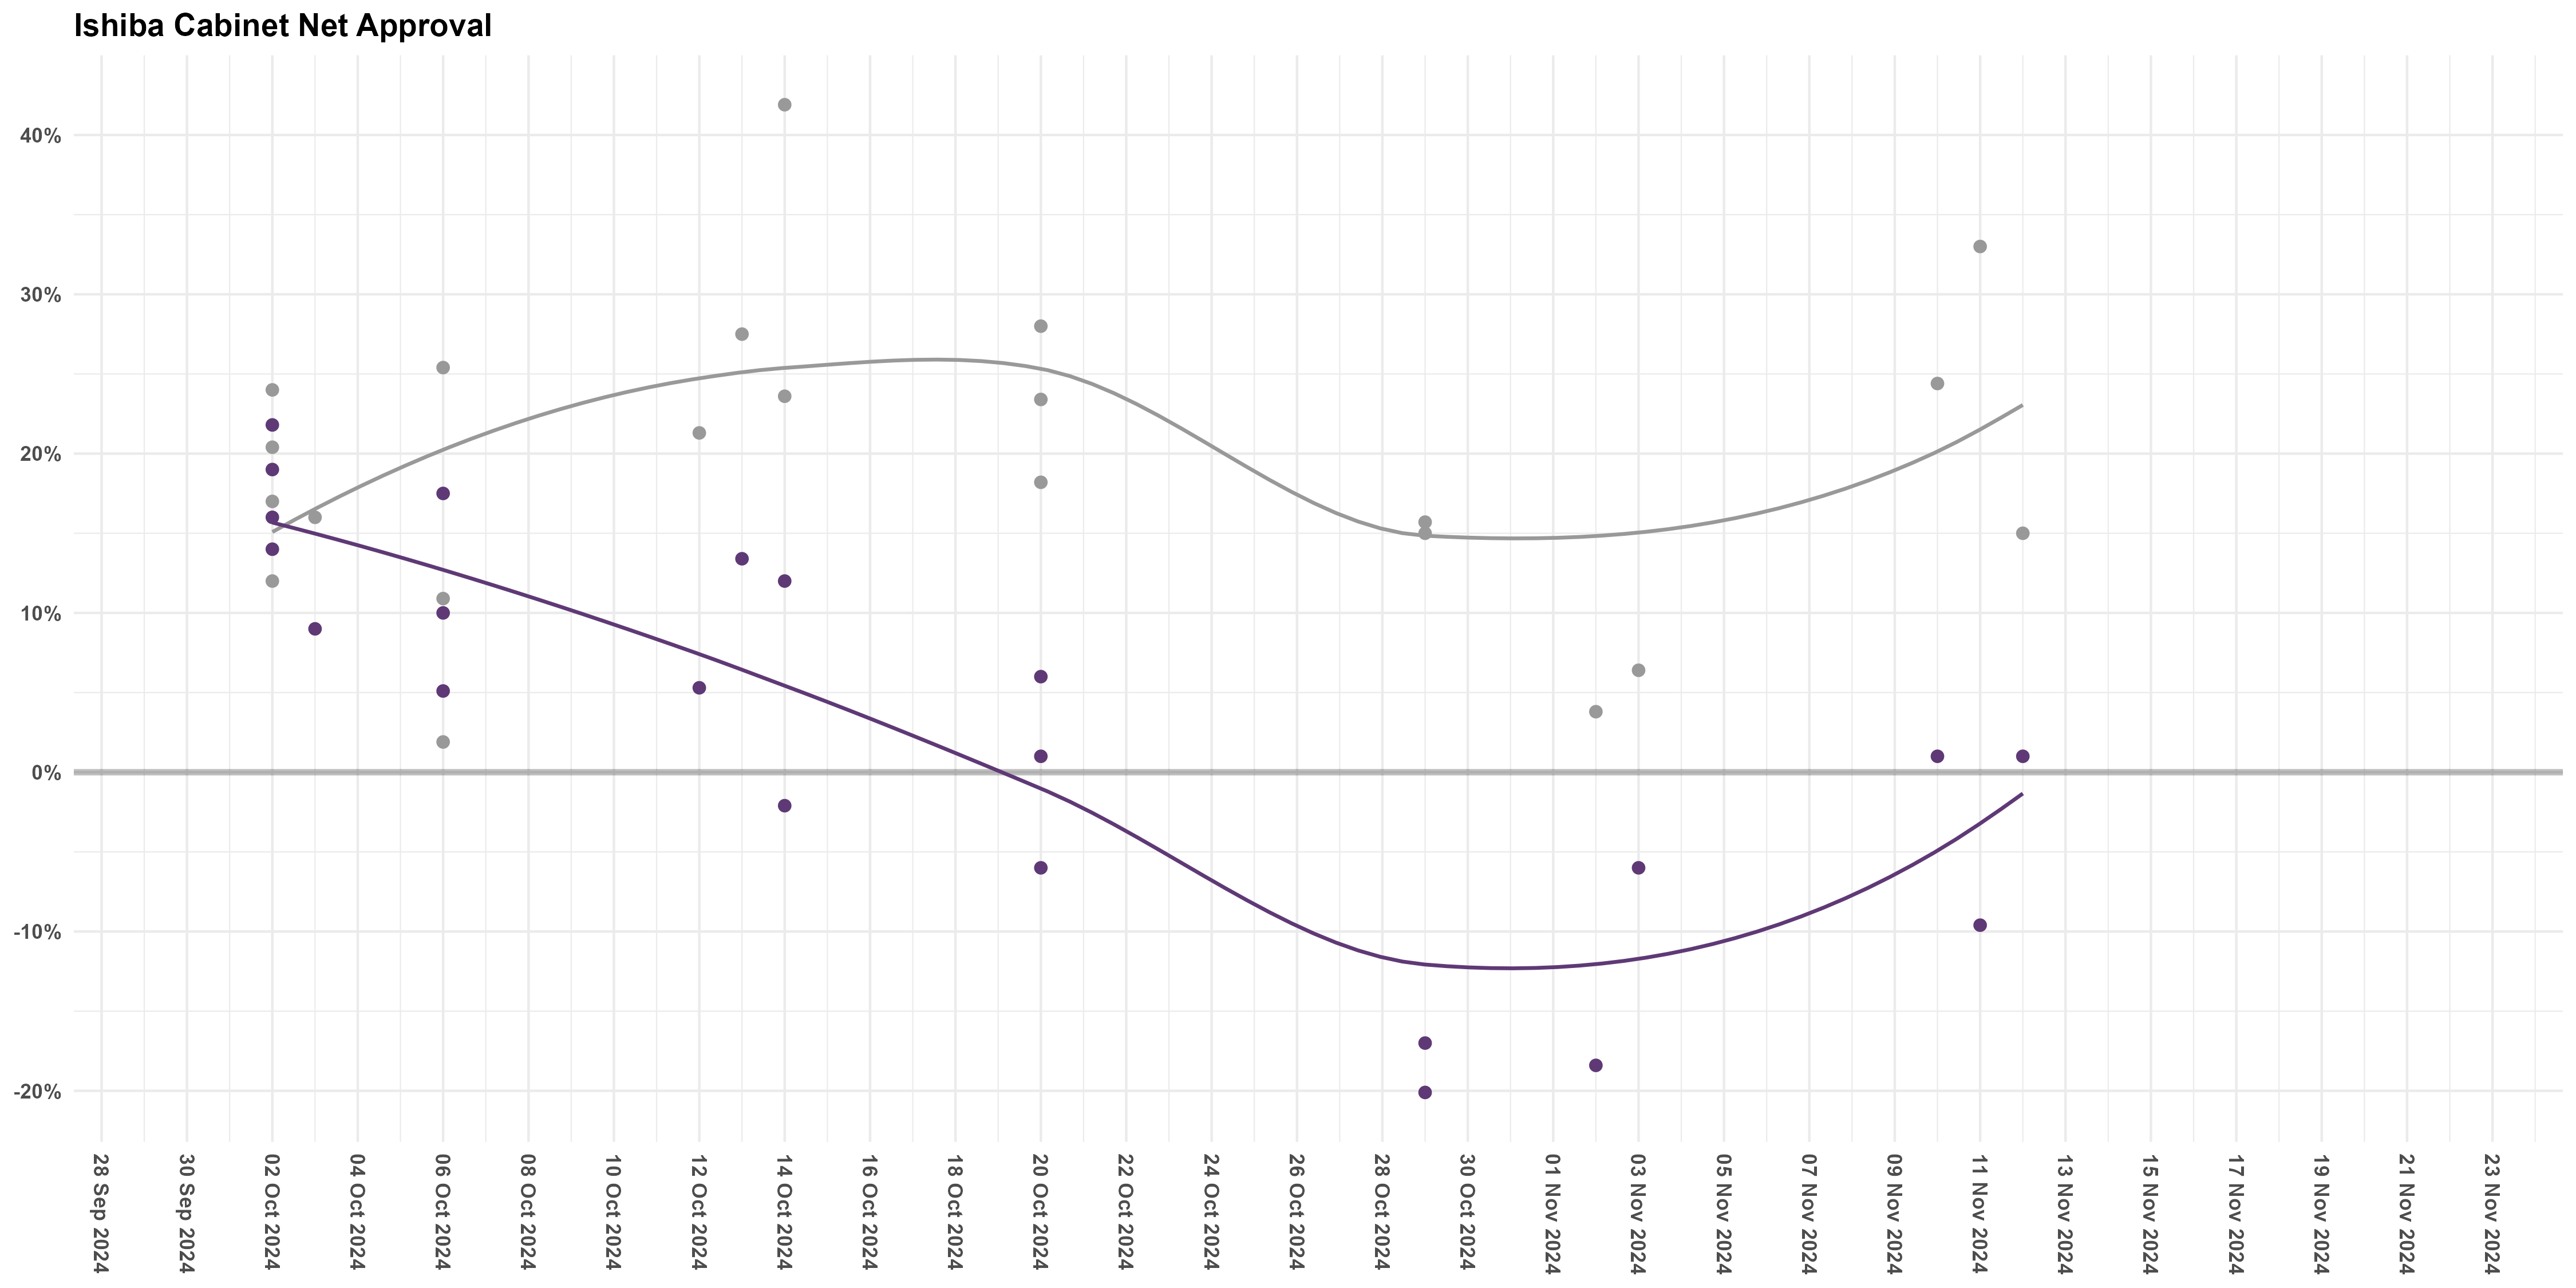 Ishiba Cabinet Net Approval
40%
30%
20%
10%
0%
-10%
-20%
28 Sep 2024
30 Sep 2024
02 Oct 2024
04 Oct 2024
06 Oct 2024
08 Oct 2024
10 Oct 2024
12 Oct 2024
14 Oct 2024
16 Oct 2024
18 Oct 2024
20 Oct 2024
22 Oct 2024
24 Oct 2024
26 Oct 2024
28 Oct 2024
30 Oct 2024
01 Nov 2024
03 Nov 2024
05 Nov 2024
07 Nov 2024
09 Nov 2024
11 Nov 2024
13 Nov 2024
15 Nov 2024
17 Nov 2024
19 Nov 2024
21 Nov 2024
23 Nov 2024